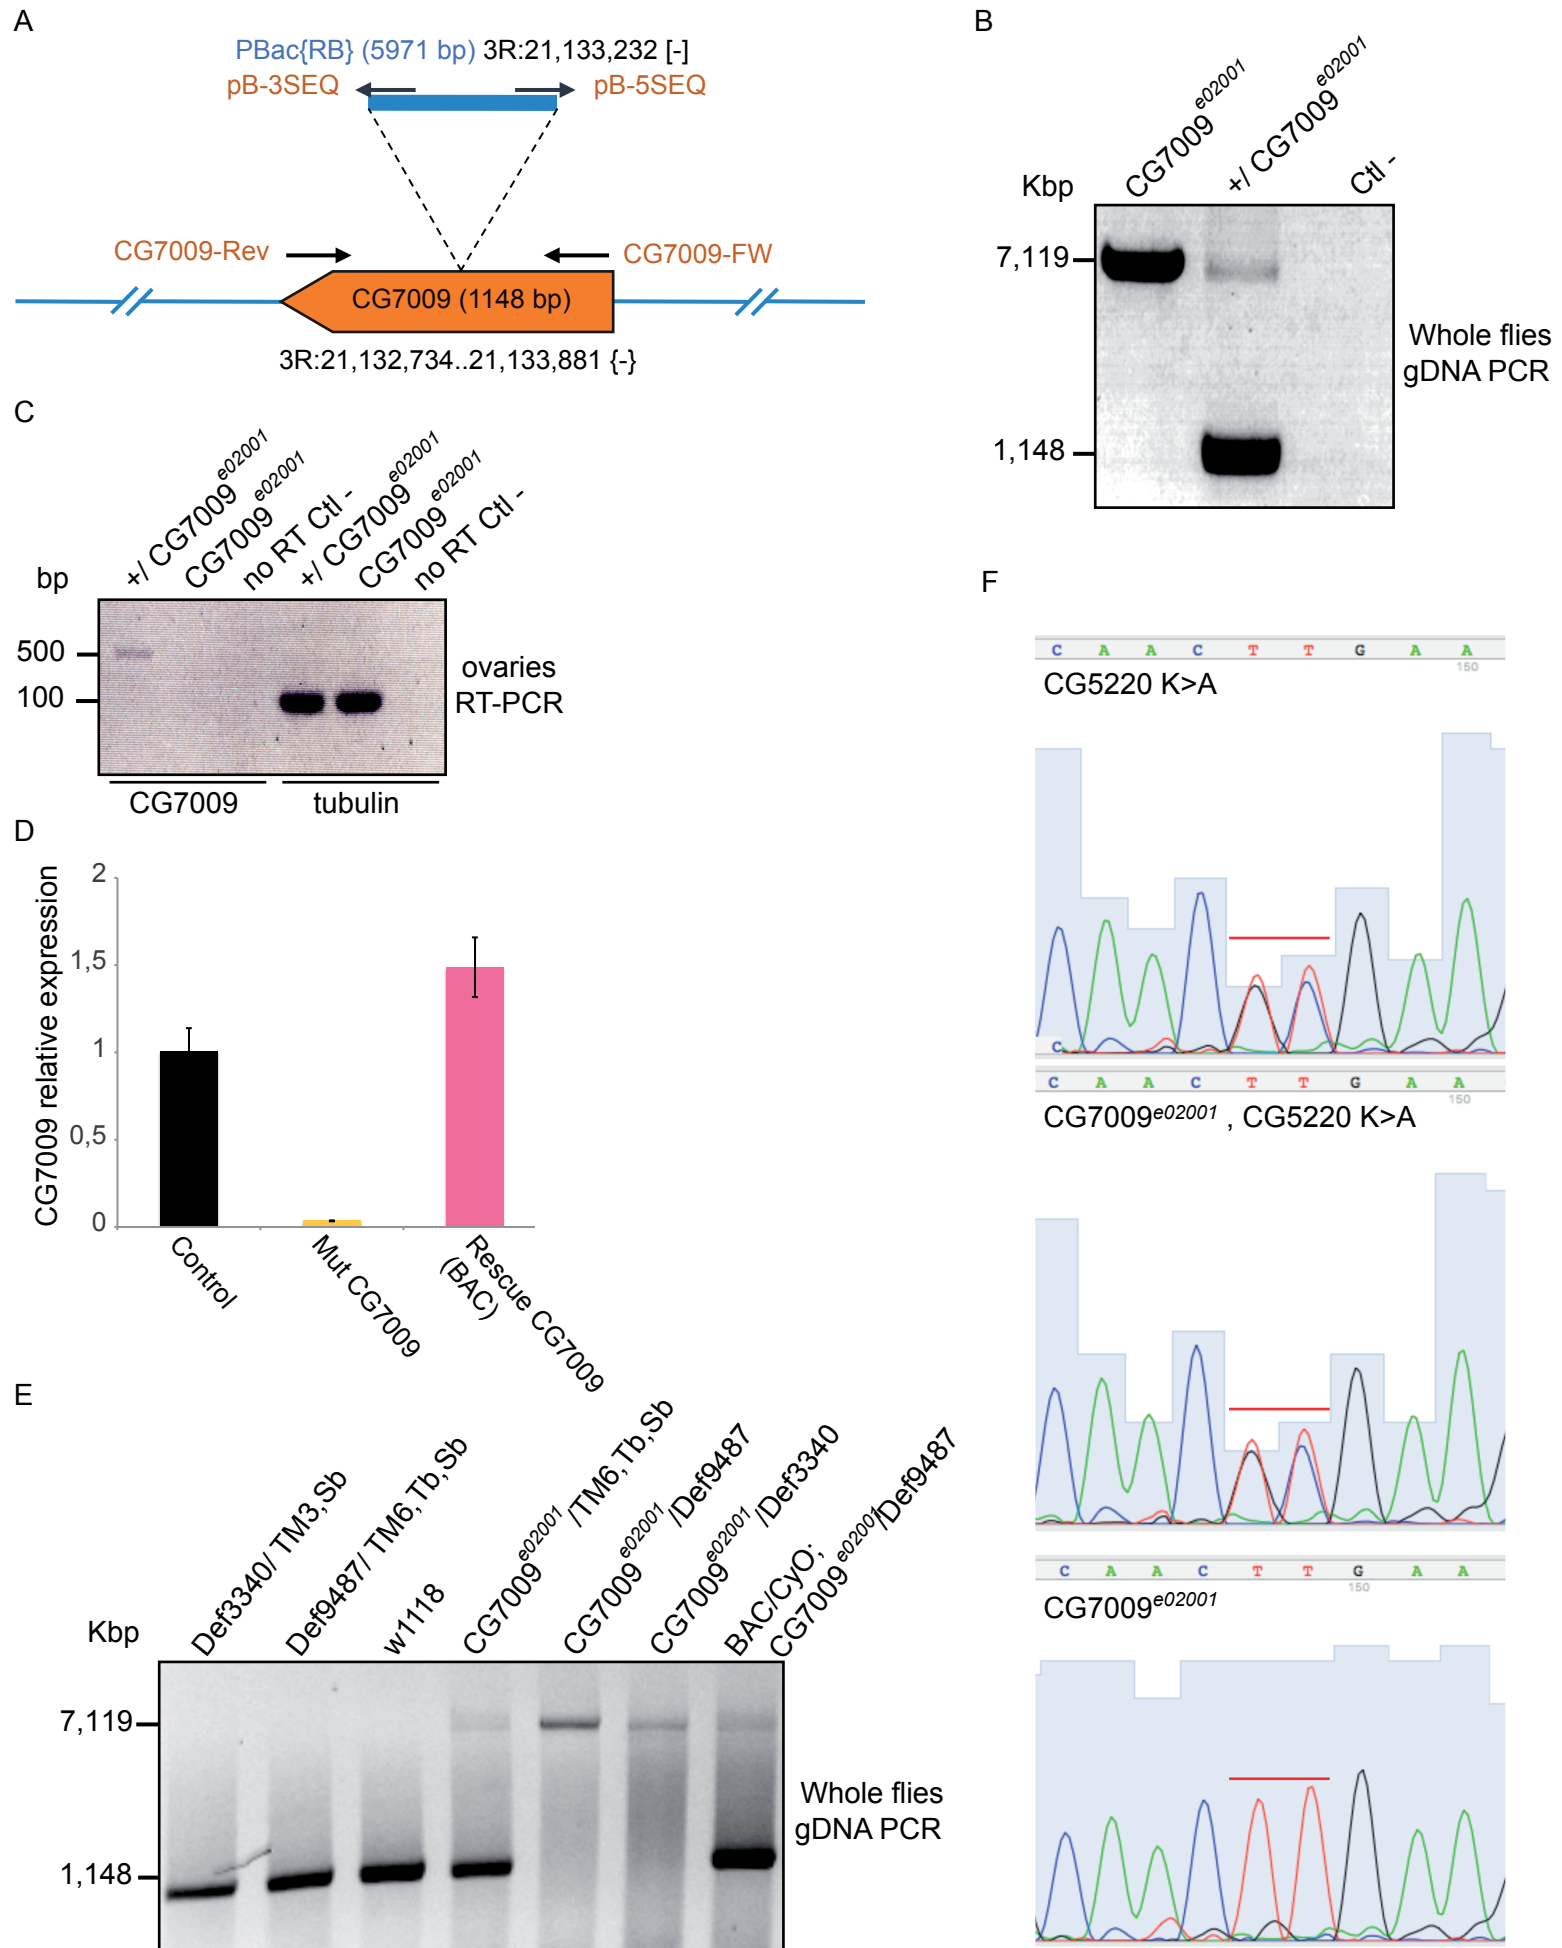 A
PBac{RB} (5971 bp) 3R:21,133,232 [-]
pB-3SEQ
pB-5SEQ
CG7009-Rev
CG7009-FW
CG7009 (1148 bp)
3R:21,132,734..21,133,881 {-}
B
Kbp
CG7009e02001
+/ CG7009e02001
Ctl -
7,119
1,148
Whole flies
gDNA PCR
C
bp
+/ CG7009e02001
CG7009e02001
no RT Ctl -
+/ CG7009e02001
CG7009e02001
no RT Ctl -
500
100
ovaries
RT-PCR
CG7009
tubulin
D
CG7009 relative expression
2
1,5
1
0,5
0
Control
Mut CG7009
Rescue CG7009
(BAC)
E
Kbp
Def3340/ TM3,Sb
Def9487/ TM6,Tb,Sb
w1118
CG7009e02001/TM6,Tb,Sb
CG7009e02001/Def9487
CG7009e02001/Def3340
BAC/CyO;
CG7009e02001/Def9487
7,119
1,148
Whole flies
gDNA PCR
F
C A A C T T G A A
150
CG5220 K>A
C
C A A C T T G A A
150
CG7009e02001 , CG5220 K>A
C A A C T T G A A
150
CG7009e02001